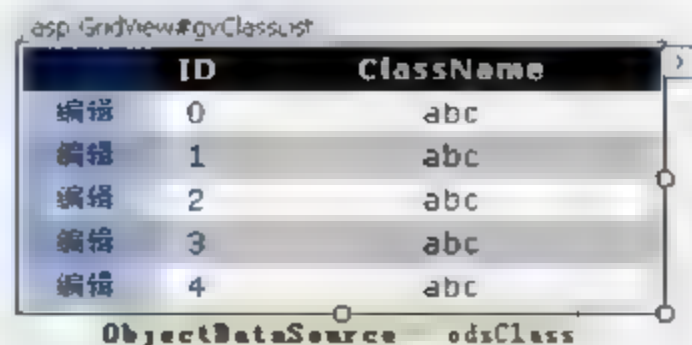 asp:GridView#gvClassList
ID ClassName
编辑 0 abc
编辑 1 abc
编辑 2 abc
编辑 3 abc
编辑 4 abc
ObjectDataSource - odsClass